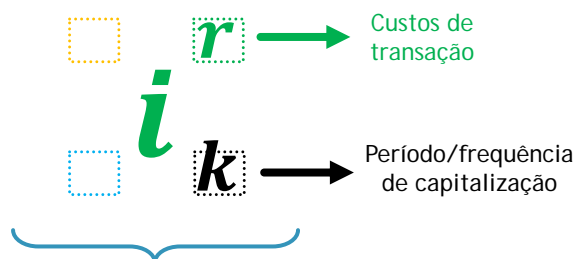 r
Custos de
transação
i
k
Período/frequência
de capitalização